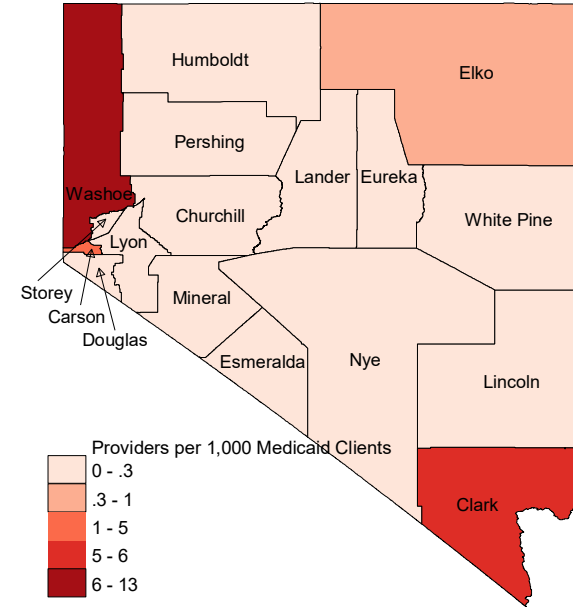 Humboldt
Elko
Pershing
Lander
Eureka
Washoe
Churchill
White Pine
Lyon
Storey
Mineral
Carson
Douglas
Esmeralda
Nye
Lincoln
Providers per 1,000 Medicaid Clients
0 - .3
.3 - 1
1 - 5
5 - 6
6 - 13
Clark